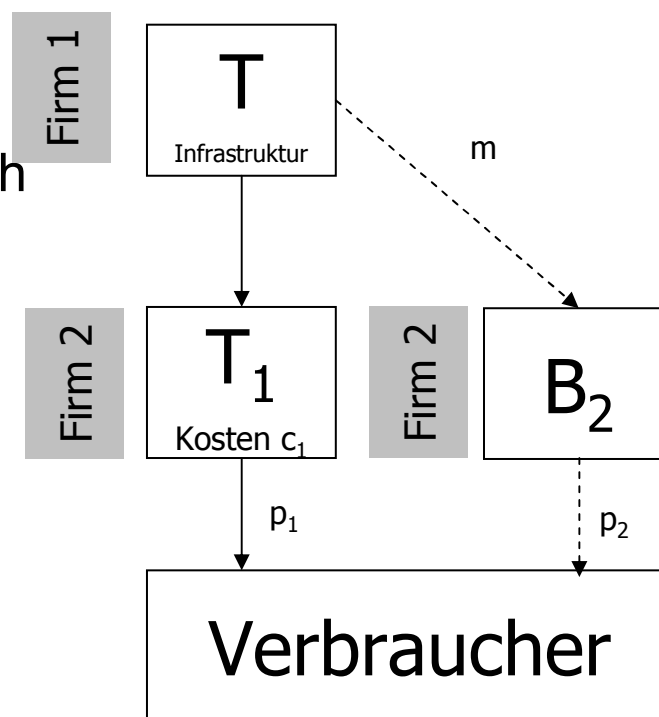 Firm 1
T
Infrastruktur
h
m
Firm 2
T₁
Kosten c₁
Firm 2
B₂
p₁
p₂
Verbraucher